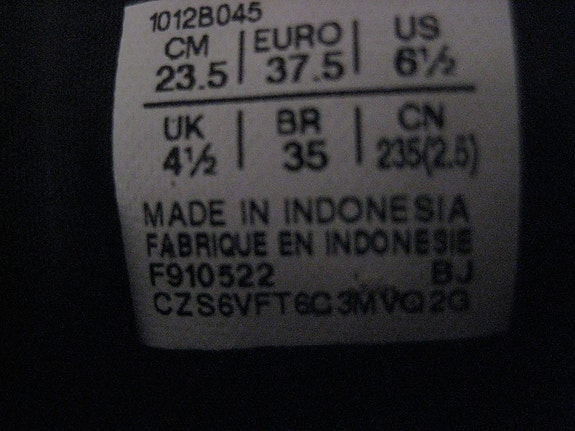 1012B045
CM | EURO | US
23.5 | 37.5 | 6½
UK | BR | CN
4½ | 35 | 235(2.5)
MADE IN INDONESIA
FABRIQUE EN INDONESIE
F910522 BJ
CZS6VFT6G3MVQ2G